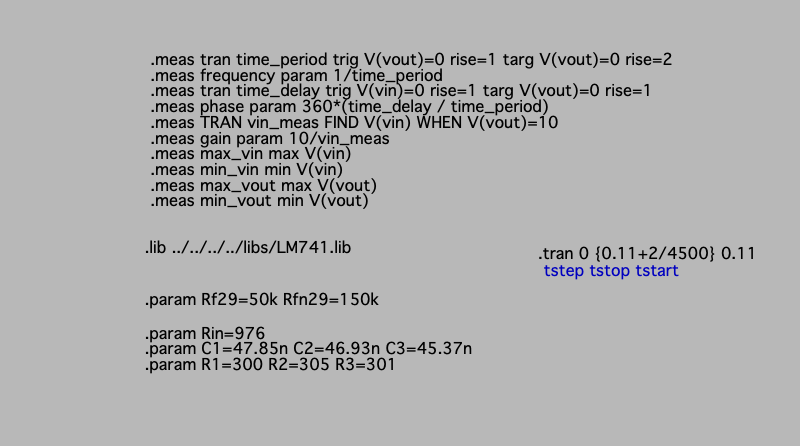 .meas tran time_period trig V(vout)=0 rise=1 targ V(vout)=0 rise=2
.meas frequency param 1/time_period
.meas tran time_delay trig V(vin)=0 rise=1 targ V(vout)=0 rise=1
.meas phase param 360*(time_delay / time_period)
.meas TRAN vin_meas FIND V(vin) WHEN V(vout)=10
.meas gain param 10/vin_meas
.meas max_vin max V(vin)
.meas min_vin min V(vin)
.meas max_vout max V(vout)
.meas min_vout min V(vout)
.lib ../../../../libs/LM741.lib
.tran 0 {0.11+2/4500} 0.11
tstep tstop tstart
.param Rf29=50k Rfn29=150k
.param Rin=976
.param C1=47.85n C2=46.93n C3=45.37n
.param R1=300 R2=305 R3=301